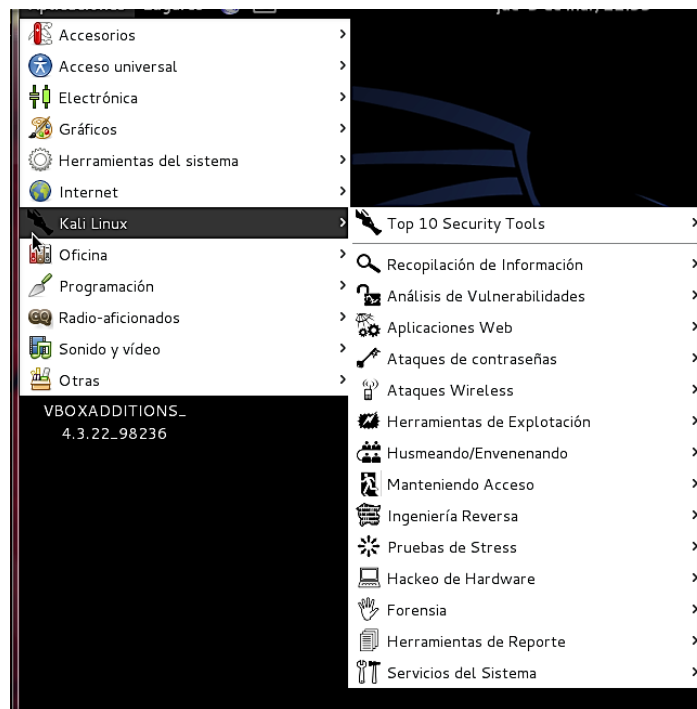 Accesorios
Acceso universal
Electrónica
Gráficos
Herramientas del sistema
Internet
Kali Linux
Oficina
Programación
Radio-aficionados
Sonido y vídeo
Otras
VBOXADDITIONS_
4.3.22_98236
Top 10 Security Tools
Recopilación de Información
Análisis de Vulnerabilidades
Aplicaciones Web
Ataques de contraseñas
Ataques Wireless
Herramientas de Explotación
Husmeando/Envenenando
Manteniendo Acceso
Ingeniería Reversa
Pruebas de Stress
Hackeo de Hardware
Forensia
Herramientas de Reporte
Servicios del Sistema